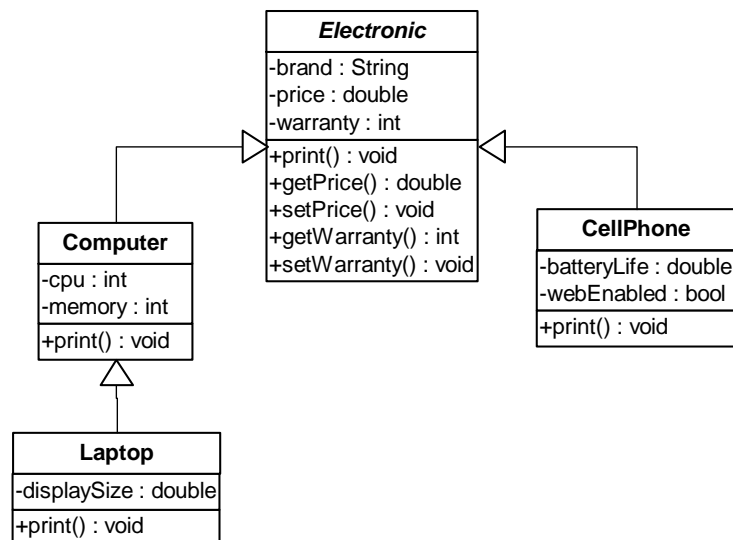 Electronic
-brand : String
-price : double
-warranty : int
+print() : void
+getPrice() : double
+setPrice() : void
+getWarranty() : int
+setWarranty() : void
Computer
-cpu : int
-memory : int
+print() : void
CellPhone
-batteryLife : double
-webEnabled : bool
+print() : void
Laptop
-displaySize : double
+print() : void